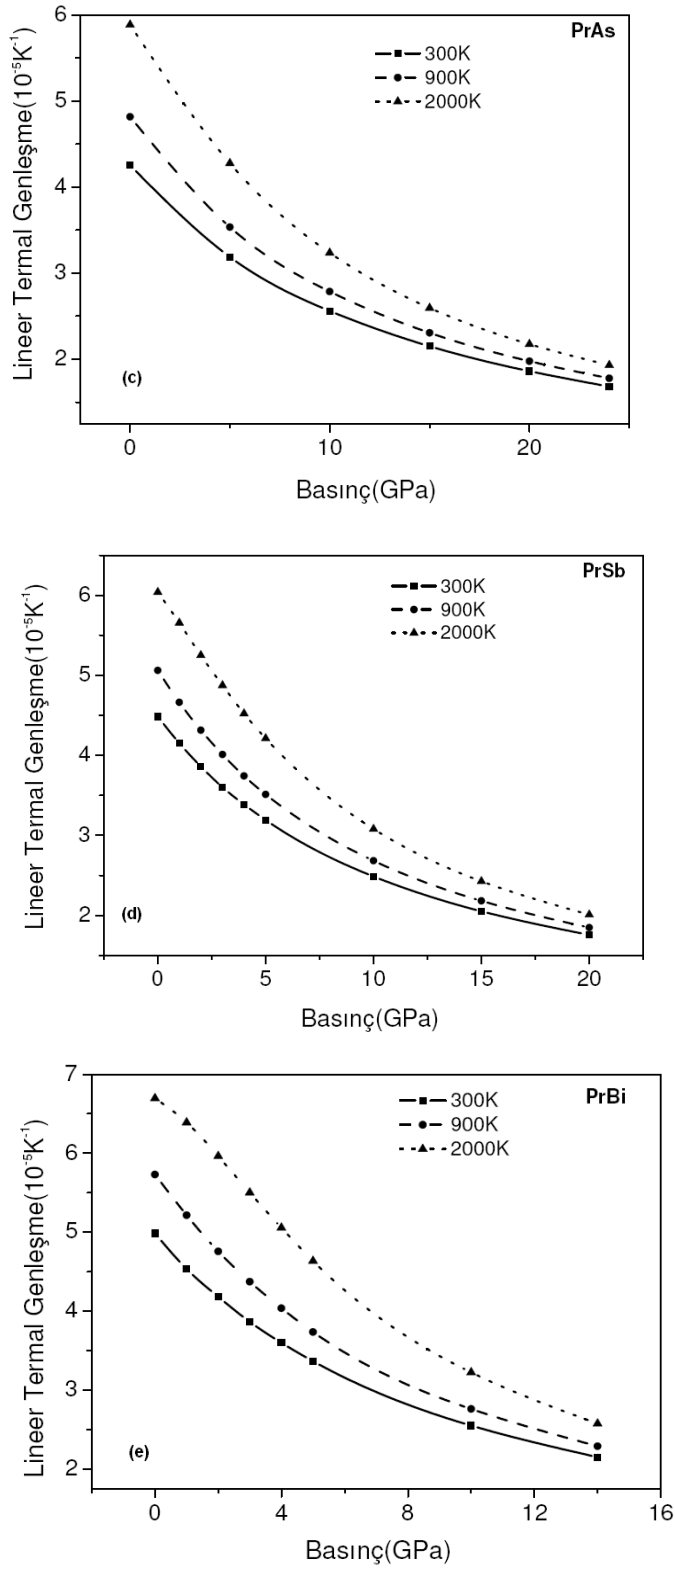 PrAs
300K
900K
2000K
Lineer Termal Genleşme(10⁻⁵K⁻¹)
6
5
4
3
2
(c)
0
10
20
Basınç(GPa)
PrSb
300K
900K
2000K
Lineer Termal Genleşme(10⁻⁵K⁻¹)
6
5
4
3
2
(d)
0
5
10
15
20
Basınç(GPa)
PrBi
300K
900K
2000K
Lineer Termal Genleşme(10⁻⁵K⁻¹)
7
6
5
4
3
2
(e)
0
4
8
12
16
Basınç(GPa)